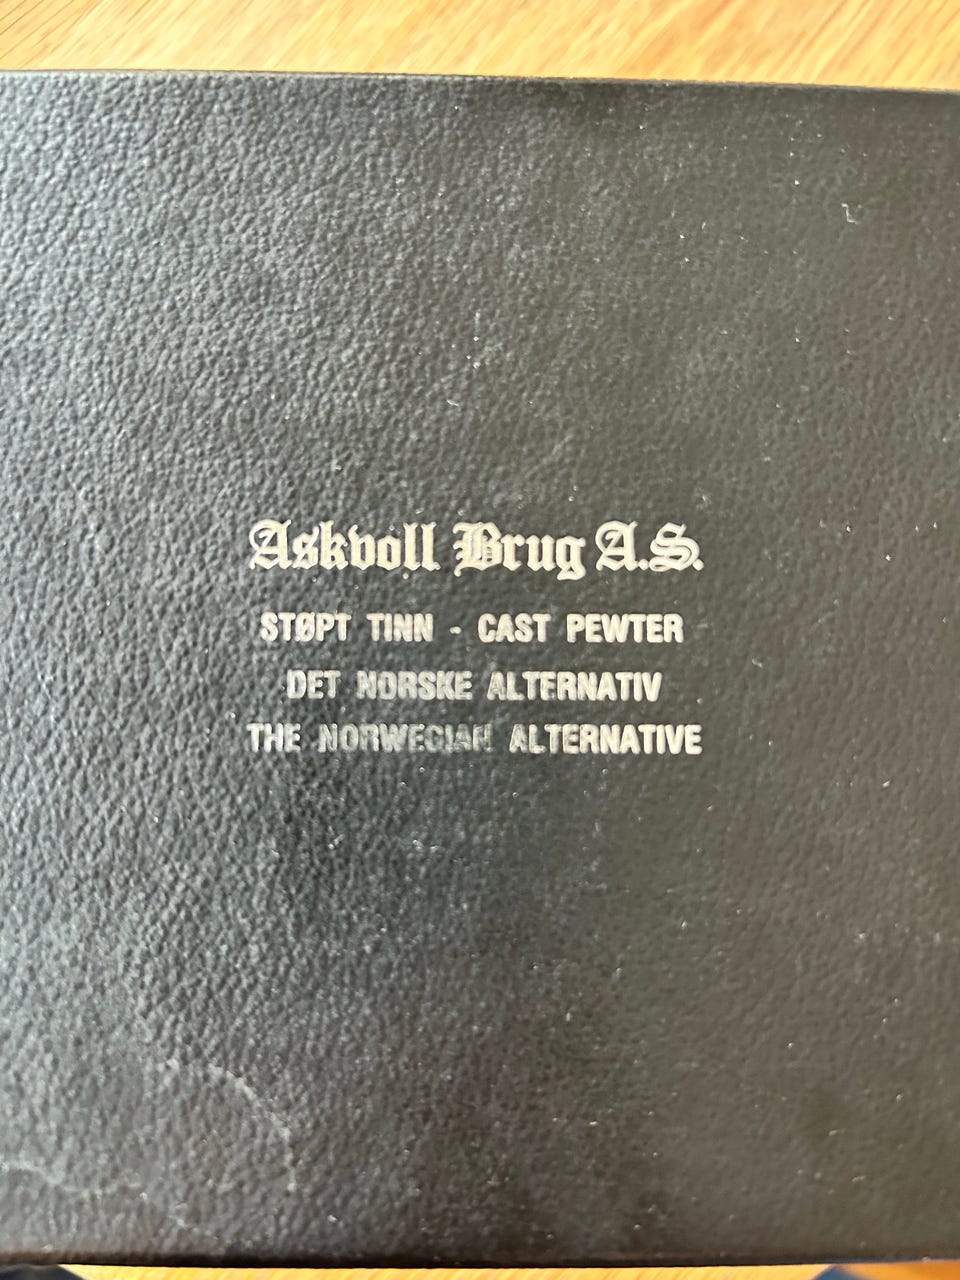 Askvoll Brug A.S.
STØPT TINN - CAST PEWTER
DET NORSKE ALTERNATIV
THE NORWEGIAN ALTERNATIVE